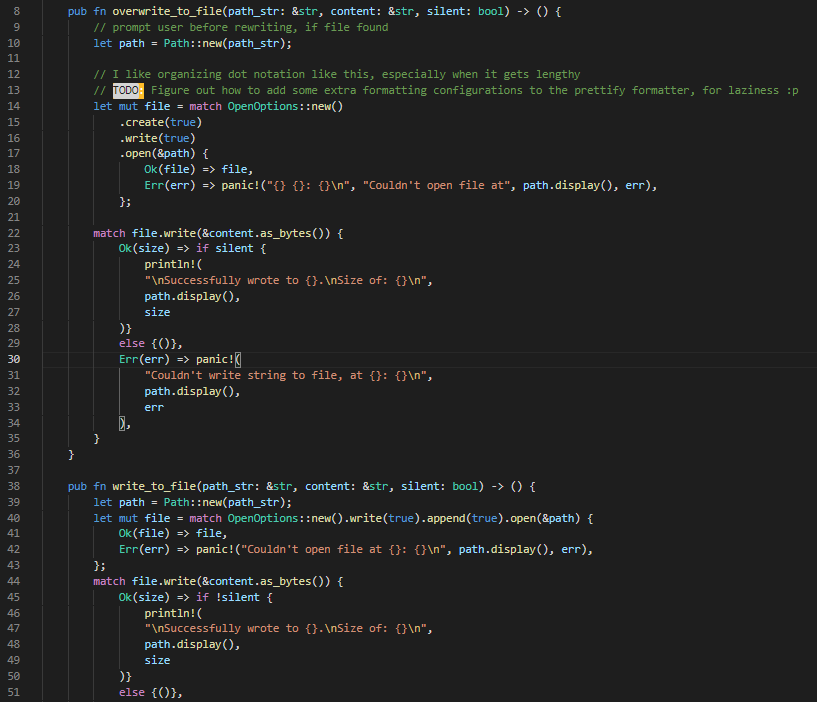 8 pub fn overwrite_to_file(path_str: &str, content: &str, silent: bool) -> () {
9 // prompt user before rewriting, if file found
10 let path = Path::new(path_str);
11
12 // I like organizing dot notation like this, especially when it gets lengthy
13 // TODO: Figure out how to add some extra formatting configurations to the prettify formatter, for laziness :p
14 let mut file = match OpenOptions::new()
15 .create(true)
16 .write(true)
17 .open(&path) {
18 Ok(file) => file,
19 Err(err) => panic!("{} {}: {}\n", "Couldn't open file at", path.display(), err),
20 };
21
22 match file.write(&content.as_bytes()) {
23 Ok(size) => if silent {
24 println!(
25 "\nSuccessfully wrote to {}.\nSize of: {}\n",
26 path.display(),
27 size
28 )}
29 else {()},
30 Err(err) => panic!(
31 "Couldn't write string to file, at {}: {}\n",
32 path.display(),
33 err
34 ),
35 }
36 }
37
38 pub fn write_to_file(path_str: &str, content: &str, silent: bool) -> () {
39 let path = Path::new(path_str);
40 let mut file = match OpenOptions::new().write(true).append(true).open(&path) {
41 Ok(file) => file,
42 Err(err) => panic!("Couldn't open file at {}: {}\n", path.display(), err),
43 };
44 match file.write(&content.as_bytes()) {
45 Ok(size) => if !silent {
46 println!(
47 "\nSuccessfully wrote to {}.\nSize of: {}\n",
48 path.display(),
49 size
50 )}
51 else {()},